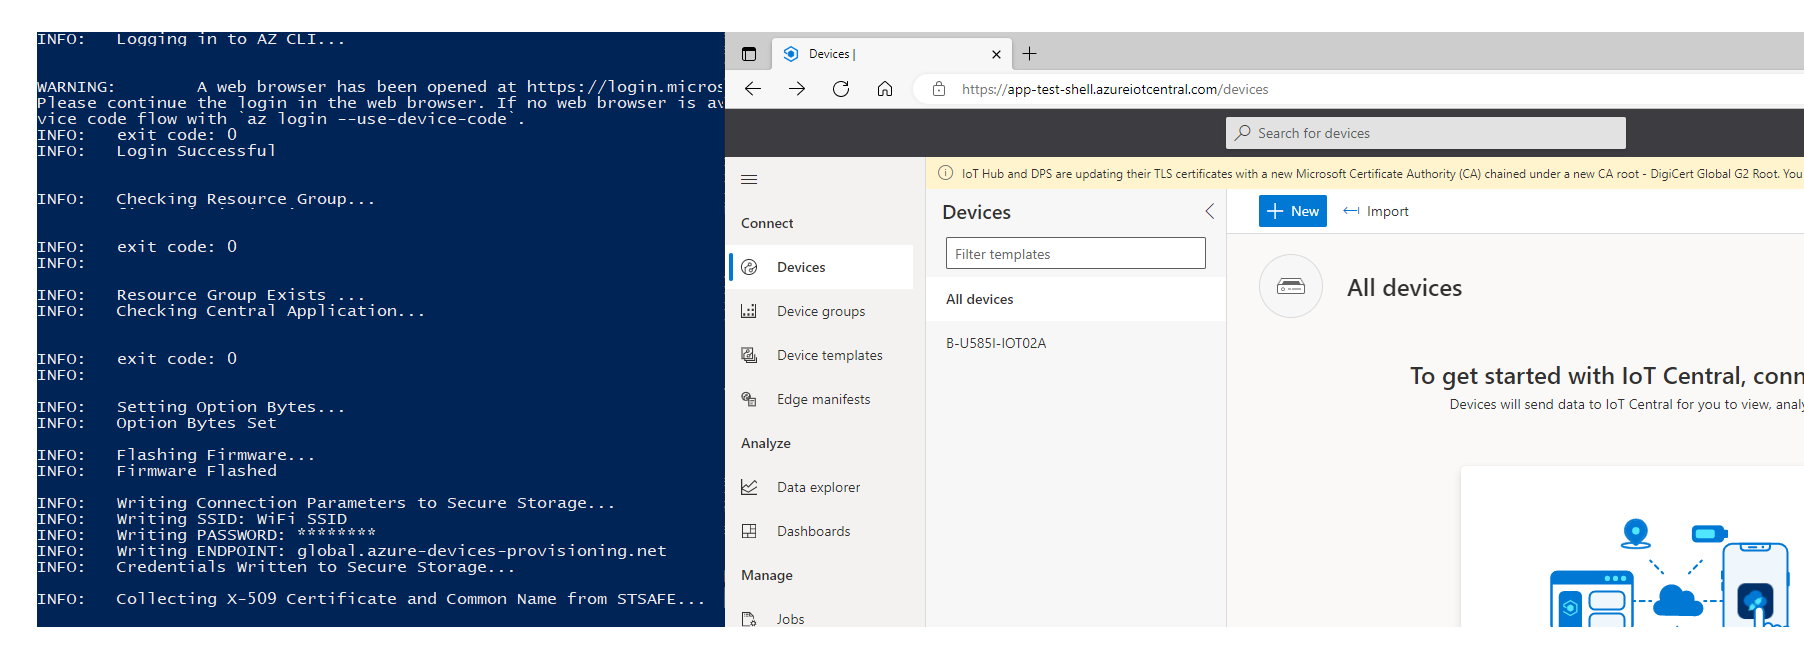 INFO: Logging in to AZ CLI...
WARNING: A web browser has been opened at https://login.micros
Please continue the login in the web browser. If no web browser is av
vice code flow with `az login --use-device-code`.
INFO: exit code: 0
INFO: Login Successful
INFO: Checking Resource Group...
INFO: exit code: 0
INFO:
INFO: Resource Group Exists ...
INFO: Checking Central Application...
INFO: exit code: 0
INFO:
INFO: Setting Option Bytes...
INFO: Option Bytes Set
INFO: Flashing Firmware...
INFO: Firmware Flashed
INFO: Writing Connection Parameters to Secure Storage...
INFO: Writing SSID: WiFi SSID
INFO: Writing PASSWORD: ********
INFO: Writing ENDPOINT: global.azure-devices-provisioning.net
INFO: Credentials Written to Secure Storage...
INFO: Collecting X-509 Certificate and Common Name from STSAFE...
Devices |
https://app-test-shell.azureiotcentral.com/devices
Search for devices
IoT Hub and DPS are updating their TLS certificates with a new Microsoft Certificate Authority (CA) chained under a new CA root - DigiCert Global G2 Root. You
Connect
Devices
Device groups
Device templates
Edge manifests
Analyze
Data explorer
Dashboards
Manage
Jobs
Devices
Filter templates
All devices
B-U585I-IOT02A
New
Import
All devices
To get started with IoT Central, conn
Devices will send data to IoT Central for you to view, analy